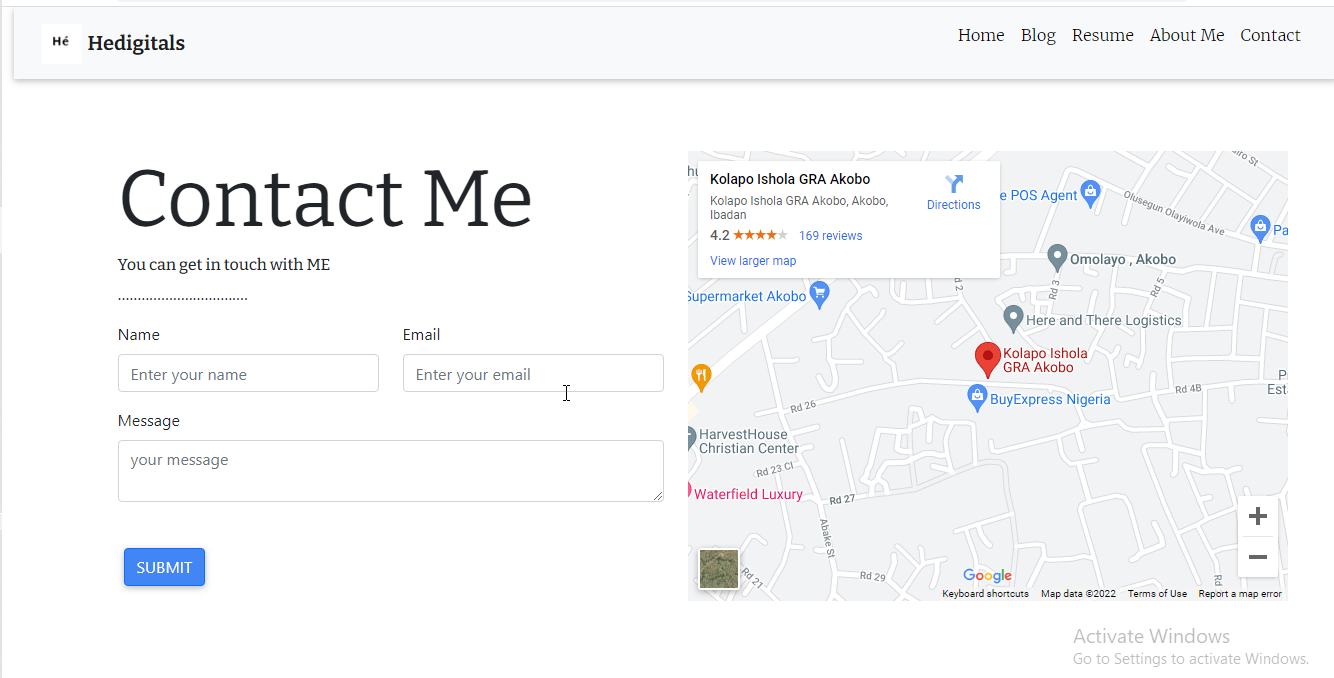 Hé Hedigitals
Home Blog Resume About Me Contact
Contact Me
You can get in touch with ME
.................................
Name
Email
Enter your name
Enter your email
Message
your message
SUBMIT
Kolapo Ishola GRA Akobo
Kolapo Ishola GRA Akobo, Akobo,
Ibadan
4.2 169 reviews
View larger map
Directions
POS Agent
Olusegun Olayiwola Ave
Omolayo , Akobo
Rd 3
Rd 5
Supermarket Akobo
Here and There Logistics
Kolapo Ishola
GRA Akobo
Rd 4B
BuyExpress Nigeria
Rd 26
HarvestHouse
Christian Center
Rd 23 Cl
Waterfield Luxury
Rd 27
Abake St
Rd 21
Rd 29
Rd
Google
Keyboard shortcuts Map data ©2022 Terms of Use Report a map error
Activate Windows
Go to Settings to activate Windows.